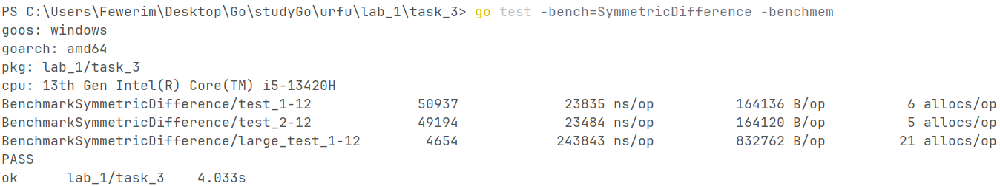 PS C:\Users\Fewerim\Desktop\Go\studyGo\urfu\lab_1\task_3> go test -bench=SymmetricDifference -benchmem
goos: windows
goarch: amd64
pkg: lab_1/task_3
cpu: 13th Gen Intel(R) Core(TM) i5-13420H
BenchmarkSymmetricDifference/test_1-12             50937             23835 ns/op          164136 B/op          6 allocs/op
BenchmarkSymmetricDifference/test_2-12             49194             23484 ns/op          164120 B/op          5 allocs/op
BenchmarkSymmetricDifference/large_test_1-12        4654            243843 ns/op          832762 B/op         21 allocs/op
PASS
ok      lab_1/task_3    4.033s